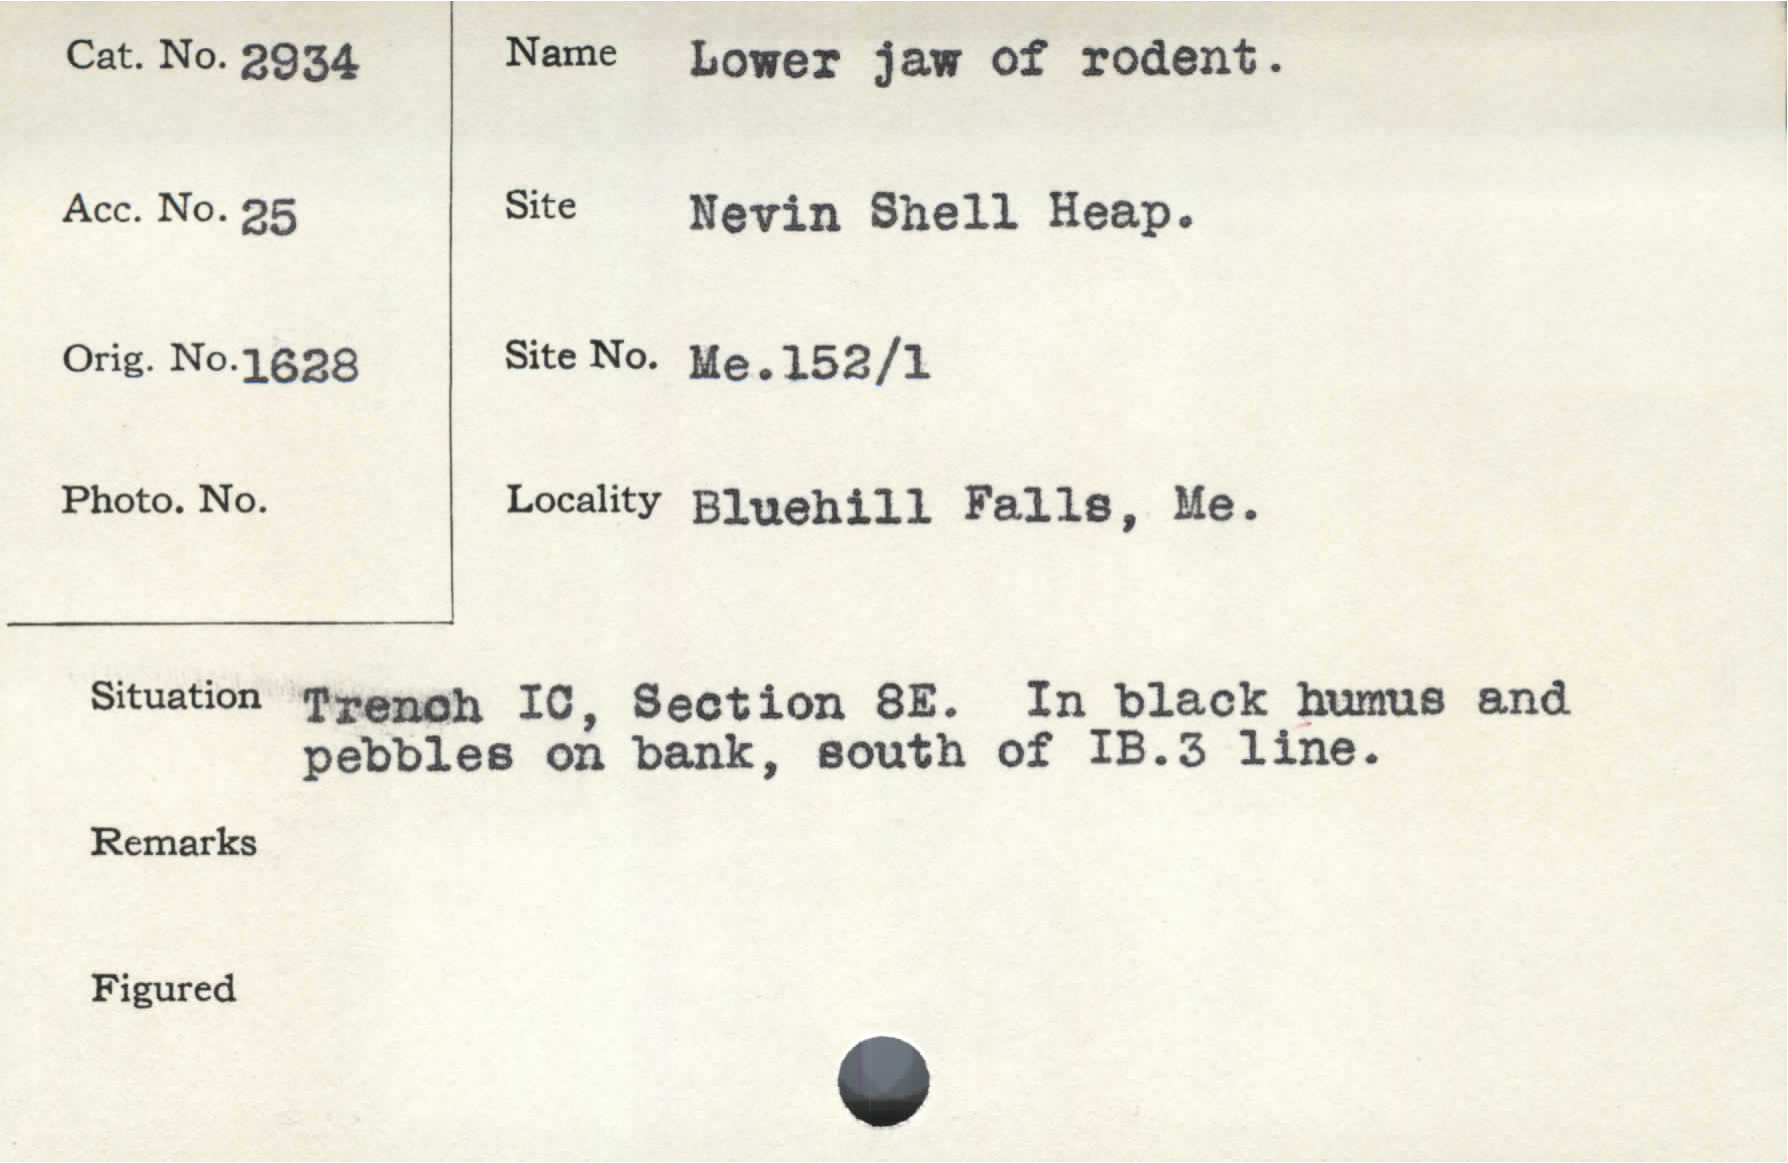 Cat. No. 2934
Name Lower jaw of rodent.
Acc. No. 25
Site Nevin Shell Heap.
Orig. No. 1628
Site No. Me.152/1
Photo. No.
Locality Bluehill Falls, Me.
Situation Trench IC, Section 8E. In black humus and
pebbles on bank, south of IB.3 line.
Remarks
Figured